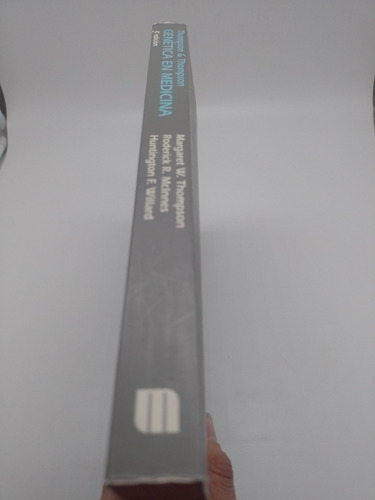 Thompson & Thompson
GENÉTICA EN MEDICINA
Margaret W. Thompson
Roderick R. McInnes
Huntington F. Willard